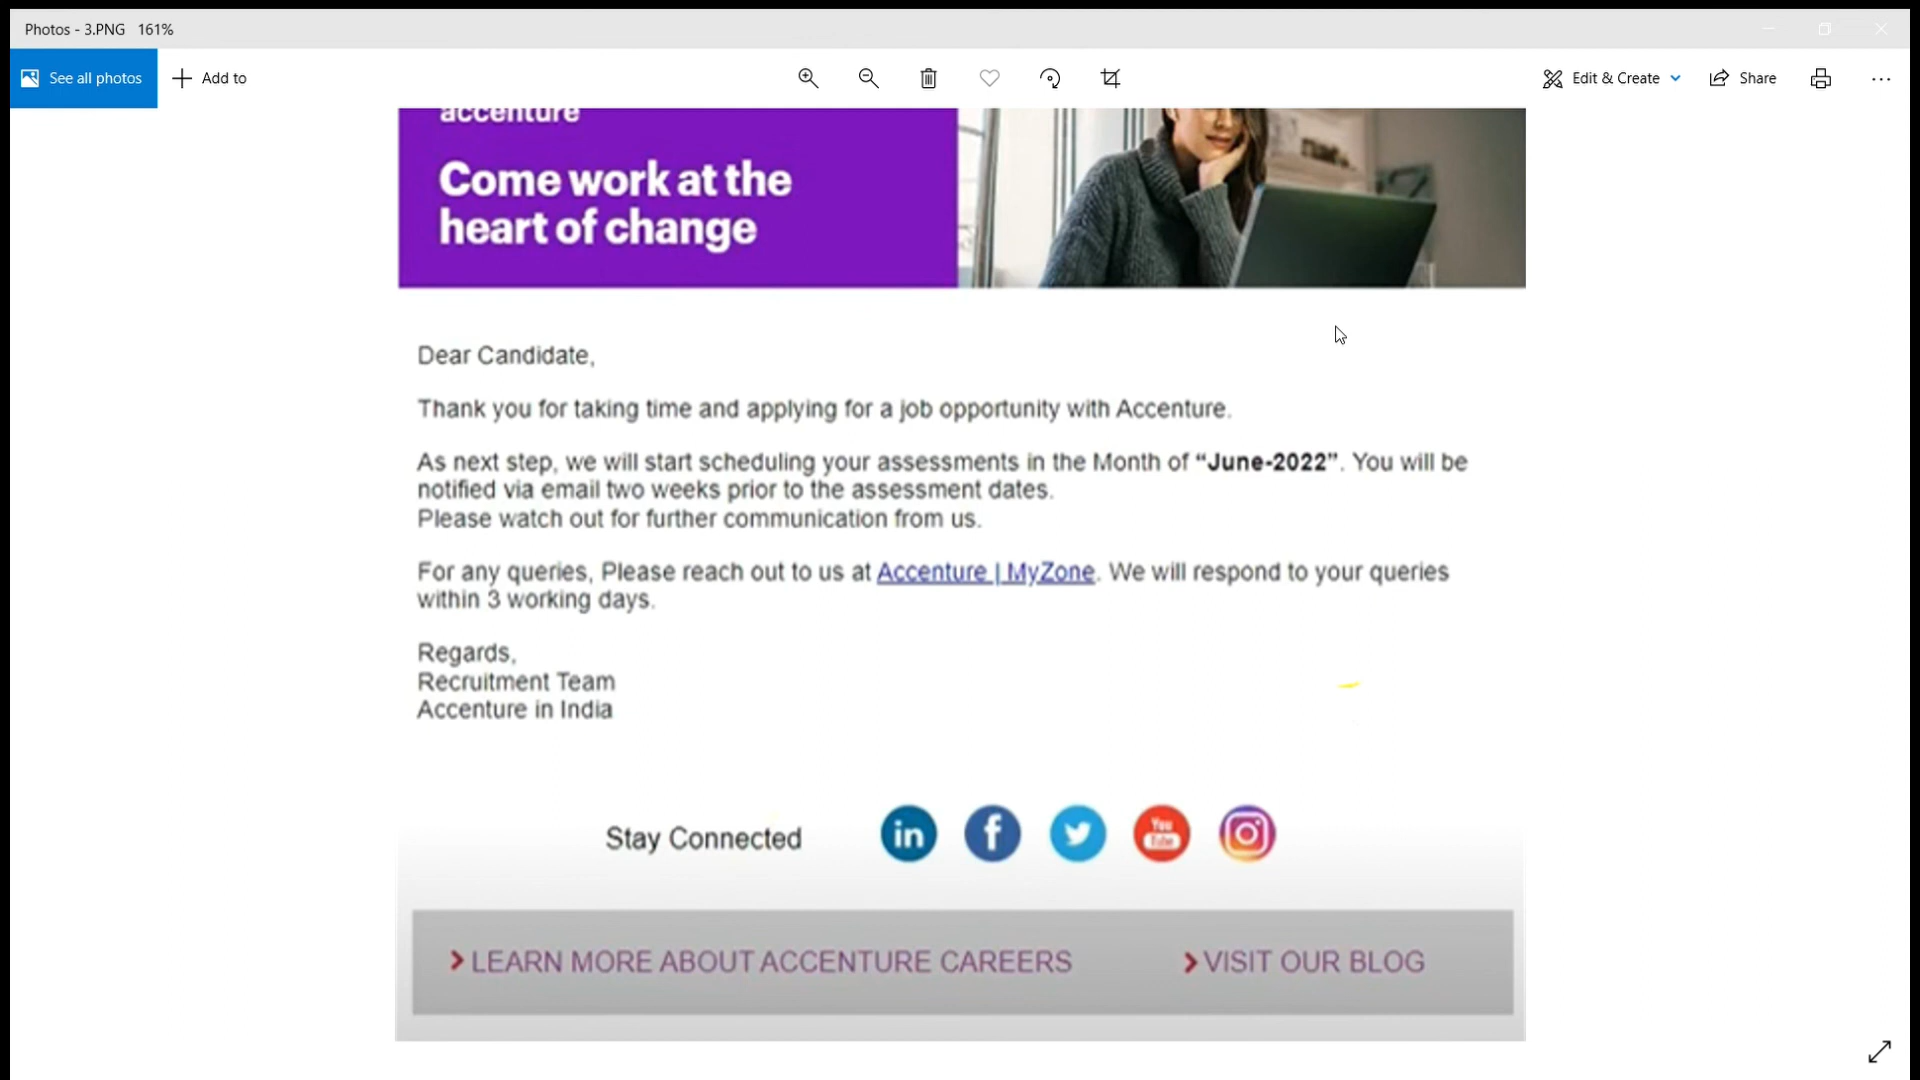 Photos - 3.PNG 161%
See all photos
Add to
Edit & Create
Share
accenture
Come work at the
heart of change
Dear Candidate,
Thank you for taking time and applying for a job opportunity with Accenture.
As next step, we will start scheduling your assessments in the Month of “June-2022”. You will be
notified via email two weeks prior to the assessment dates.
Please watch out for further communication from us.
For any queries, Please reach out to us at Accenture | MyZone. We will respond to your queries
within 3 working days.
Regards,
Recruitment Team
Accenture in India
Stay Connected
in
f
You
Tube
LEARN MORE ABOUT ACCENTURE CAREERS
VISIT OUR BLOG